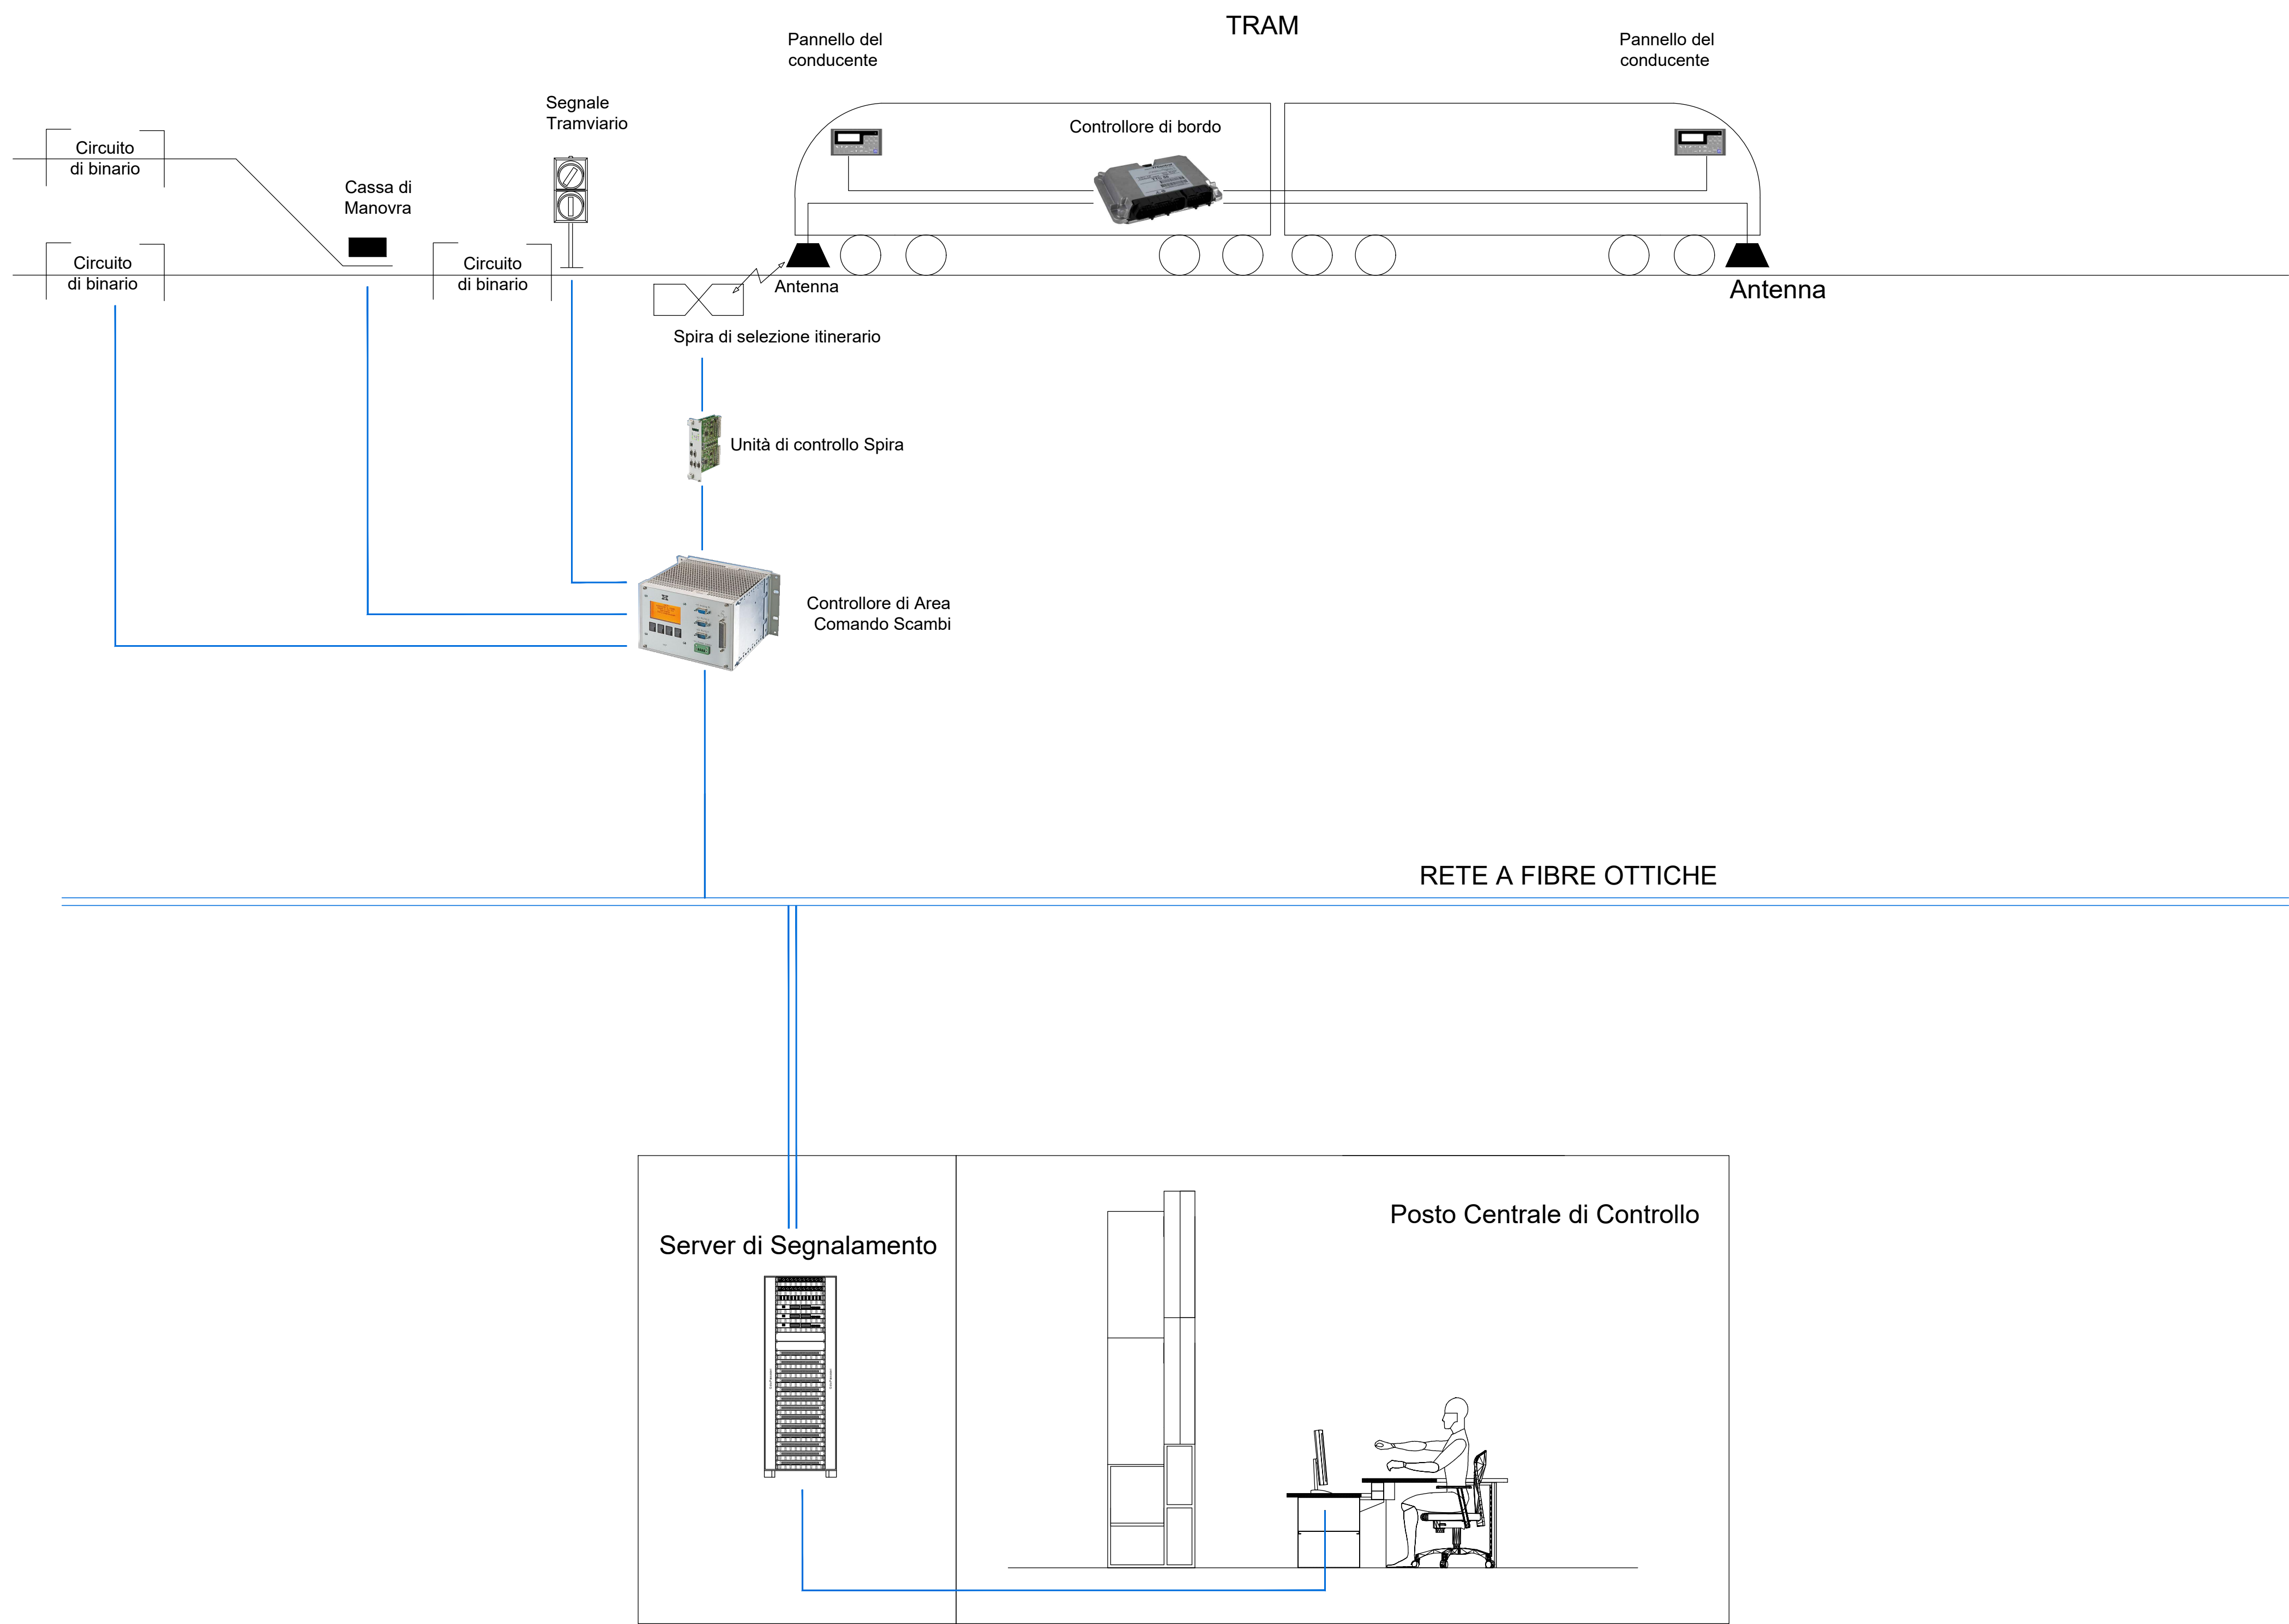 TRAM
Pannello del
conducente
Pannello del
conducente
Segnale
Tramviario
Controllore di bordo
Circuito
di binario
Cassa di
Manovra
Circuito
di binario
Circuito
di binario
Antenna
Antenna
Spira di selezione itinerario
Unità di controllo Spira
Controllore di Area
Comando Scambi
RETE A FIBRE OTTICHE
Posto Centrale di Controllo
Server di Segnalamento